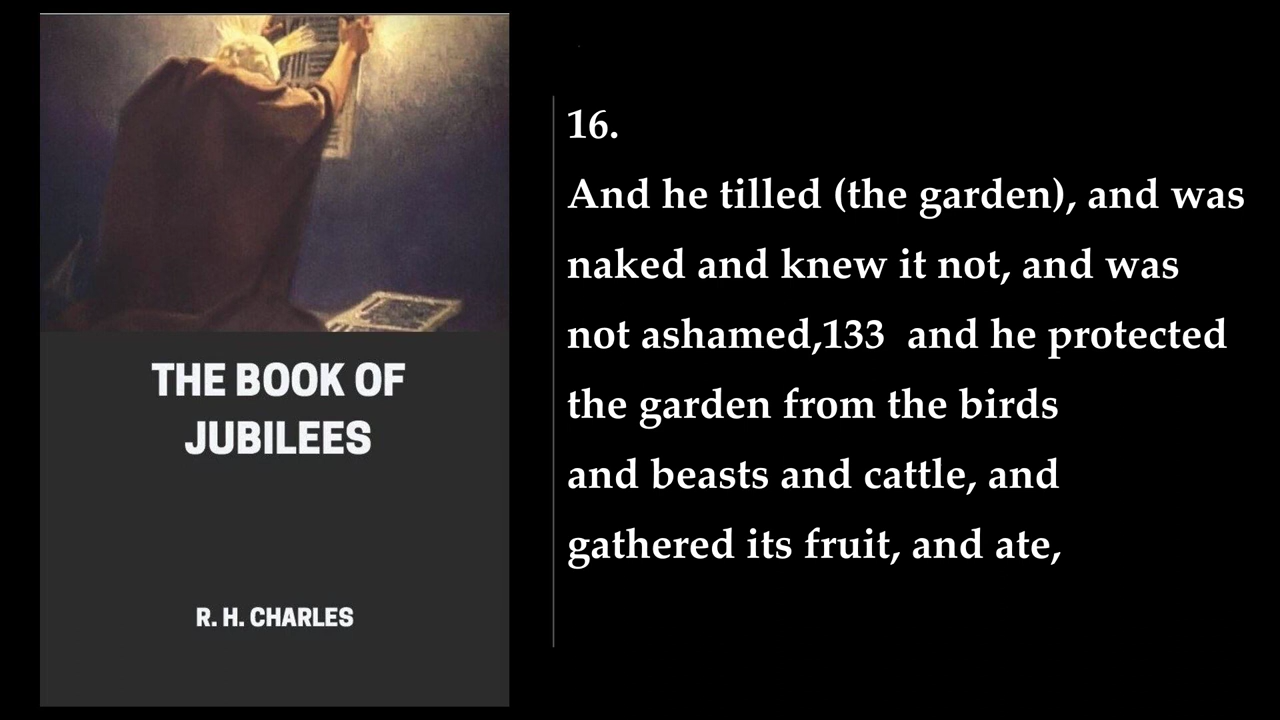 THE BOOK OF
JUBILEES
R. H. CHARLES
16.
And he tilled (the garden), and was
naked and knew it not, and was
not ashamed,133  and he protected
the garden from the birds
and beasts and cattle, and
gathered its fruit, and ate,